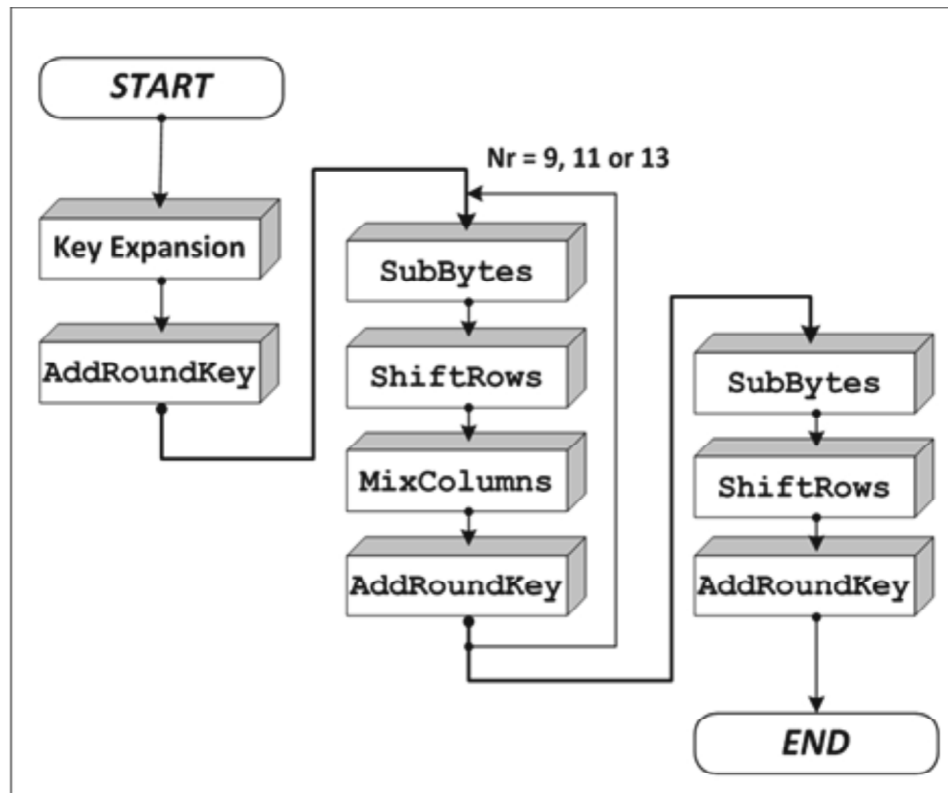 START
Key Expansion
AddRoundKey
Nr = 9, 11 or 13
SubBytes
ShiftRows
MixColumns
AddRoundKey
SubBytes
ShiftRows
AddRoundKey
END